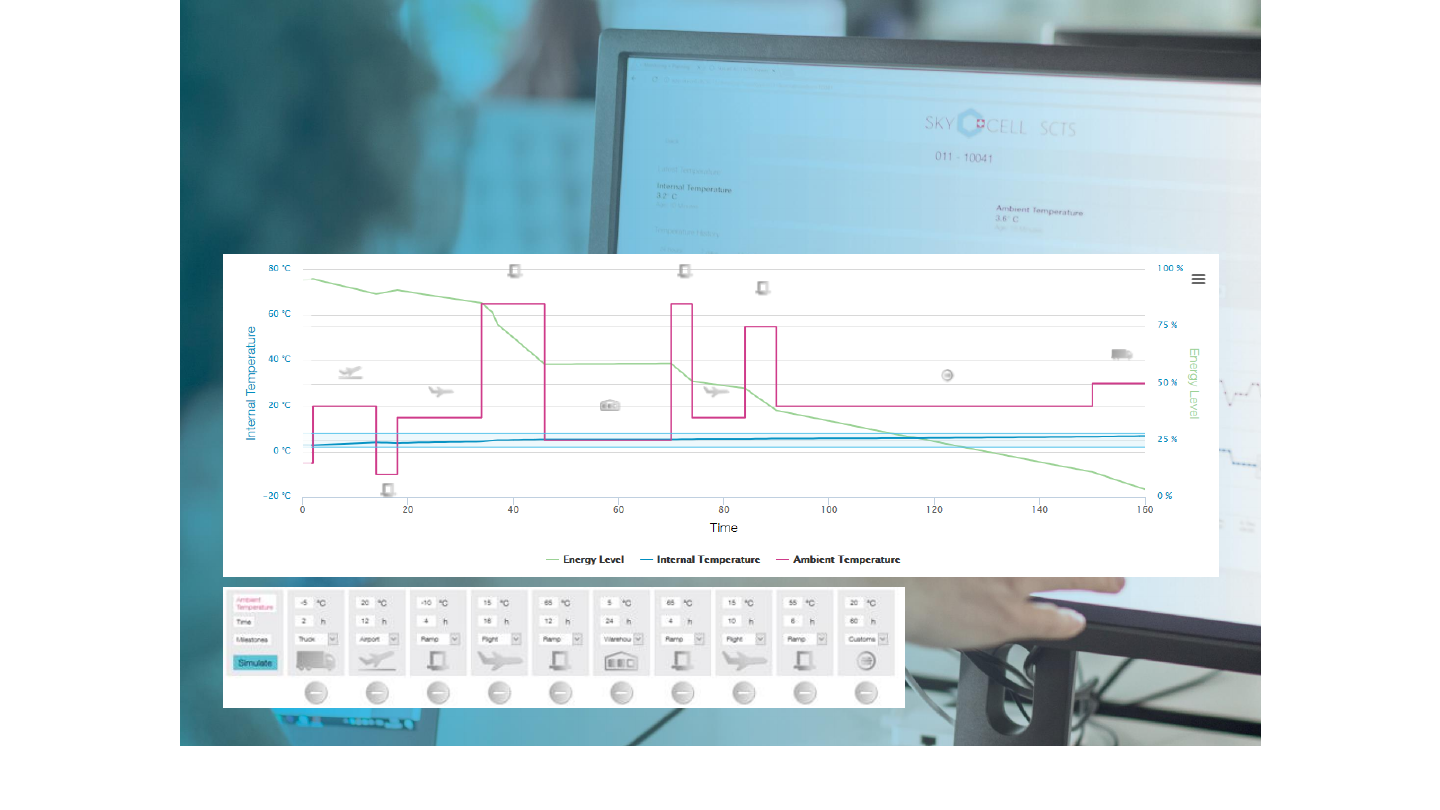 SKY CELL SCTS
011 - 10041
Internal Temperature
3.2° C
Ambient Temperature
3.6° C
80 °C
60 °C
40 °C
20 °C
0 °C
-20 °C
Internal Temperature
100 %
75 %
50 %
25 %
0 %
Energy Level
0 20 40 60 80 100 120 140 160
Time
Energy Level Internal Temperature Ambient Temperature
Ambient Temperature
-5 °C 20 °C -10 °C 15 °C 65 °C 5 °C 65 °C 15 °C 55 °C 20 °C
Time 2 h 12 h 4 h 16 h 12 h 24 h 4 h 10 h 6 h 60 h
Milestones Truck Airport Ramp Flight Ramp Warehou Ramp Flight Ramp Customs
Simulate